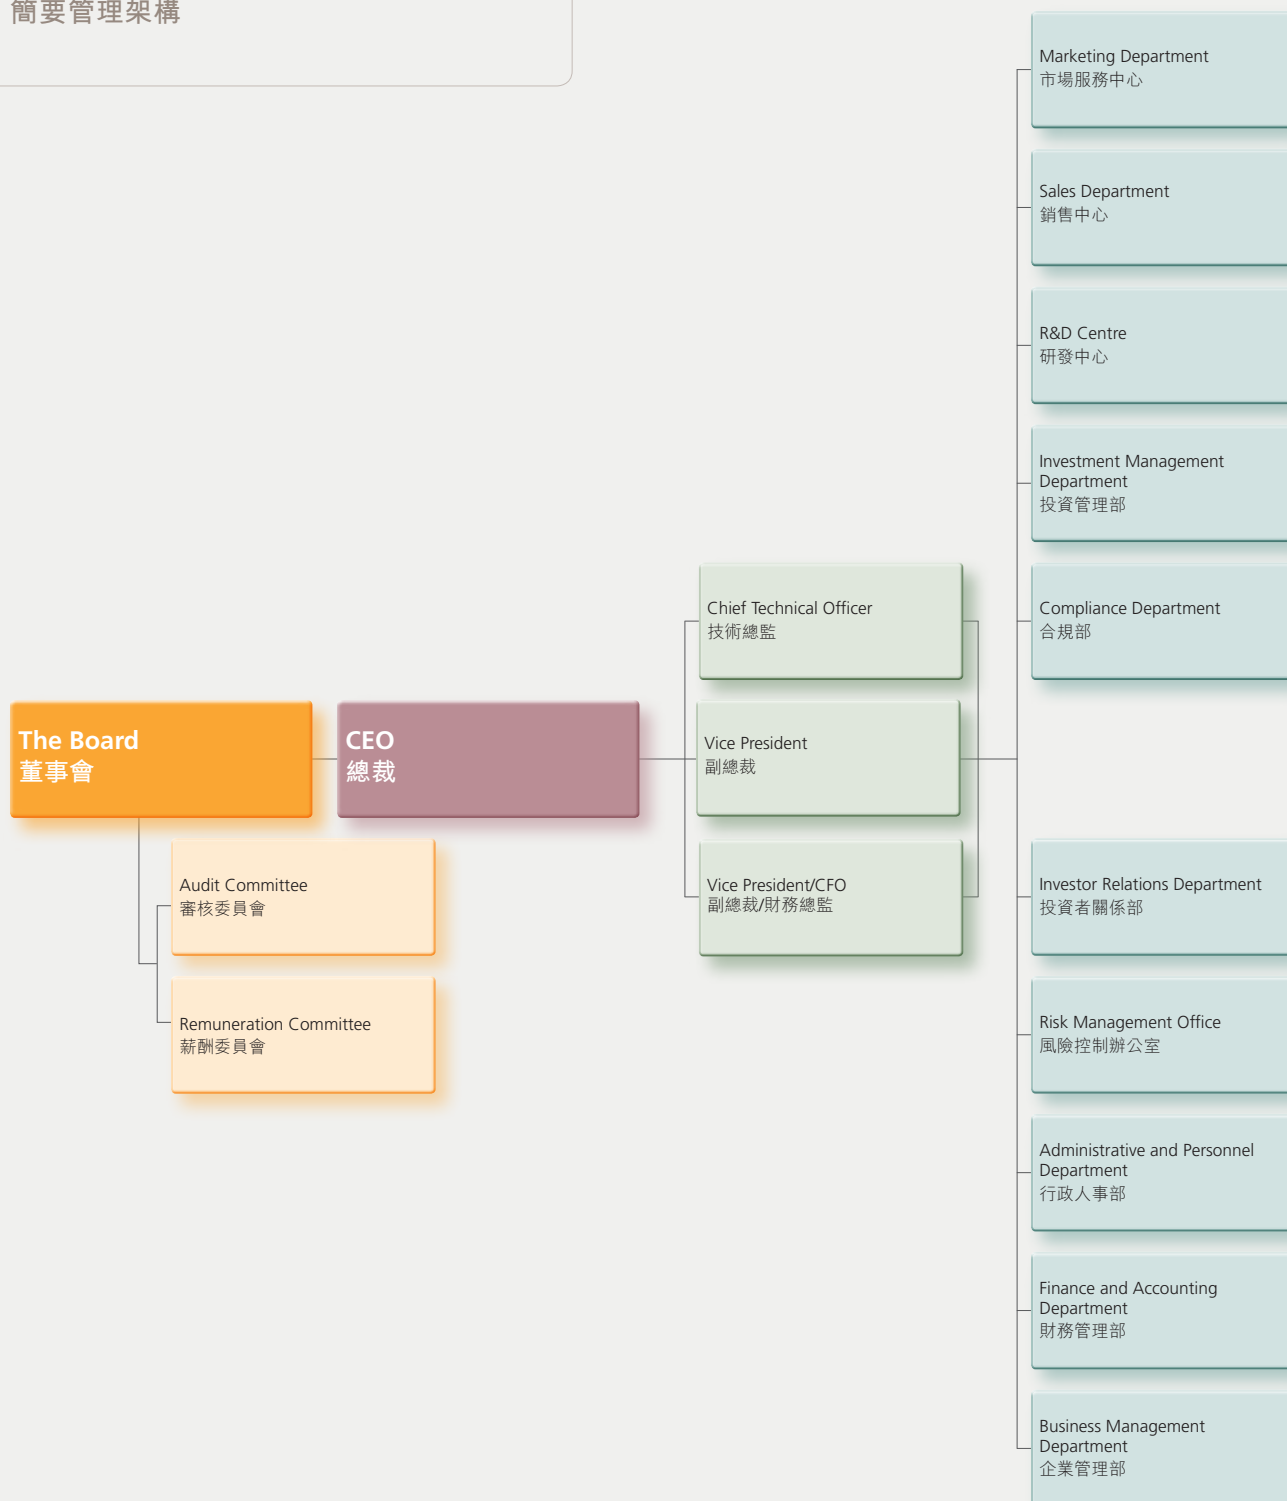 簡要管理架構
The Board
董事會
Audit Committee
審核委員會
Remuneration Committee
薪酬委員會
CEO
總裁
Chief Technical Officer
技術總監
Vice President
副總裁
Vice President/CFO
副總裁/財務總監
Marketing Department
市場服務中心
Sales Department
銷售中心
R&D Centre
研發中心
Investment Management
Department
投資管理部
Compliance Department
合規部
Investor Relations Department
投資者關係部
Risk Management Office
風險控制辦公室
Administrative and Personnel
Department
行政人事部
Finance and Accounting
Department
財務管理部
Business Management
Department
企業管理部